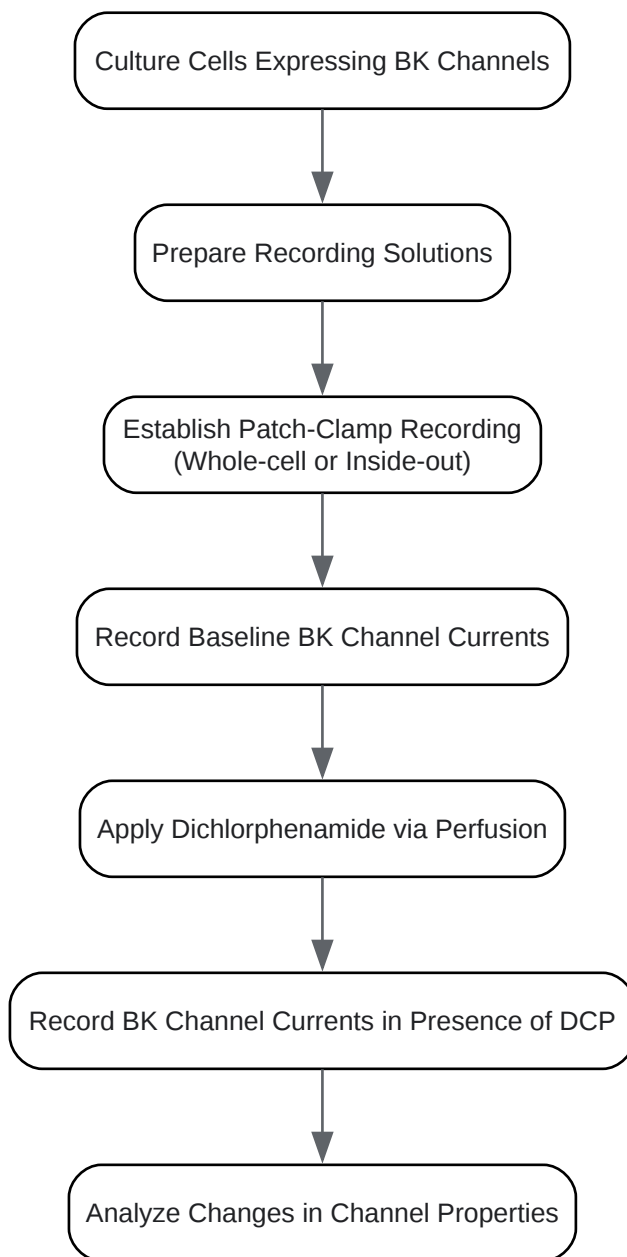 Culture Cells Expressing BK Channels
Prepare Recording Solutions
Establish Patch-Clamp Recording
(Whole-cell or Inside-out)
Record Baseline BK Channel Currents
Apply Dichlorphenamide via Perfusion
Record BK Channel Currents in Presence of DCP
Analyze Changes in Channel Properties